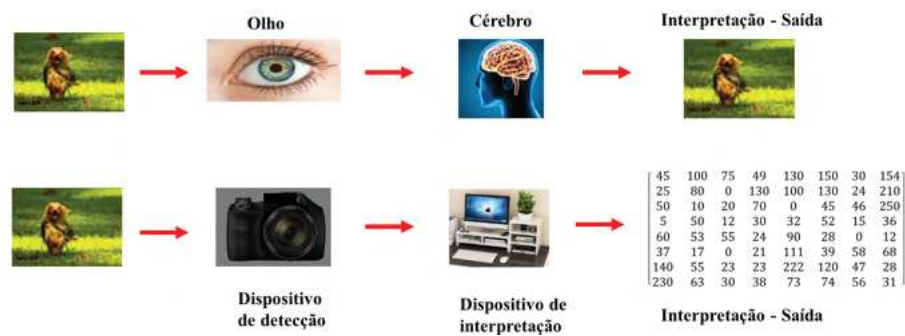 Olho
Cérebro
Interpretação - Saída
45 100 75 49 130 150 30 154
25 80 0 130 100 130 24 210
50 10 20 70 0 45 46 250
5 50 12 30 32 52 15 36
60 53 55 24 90 28 0 12
37 17 0 21 111 39 58 68
140 55 23 23 222 120 47 28
230 63 30 38 73 74 56 31
Dispositivo
de detecção
Dispositivo de
interpretação
Interpretação - Saída